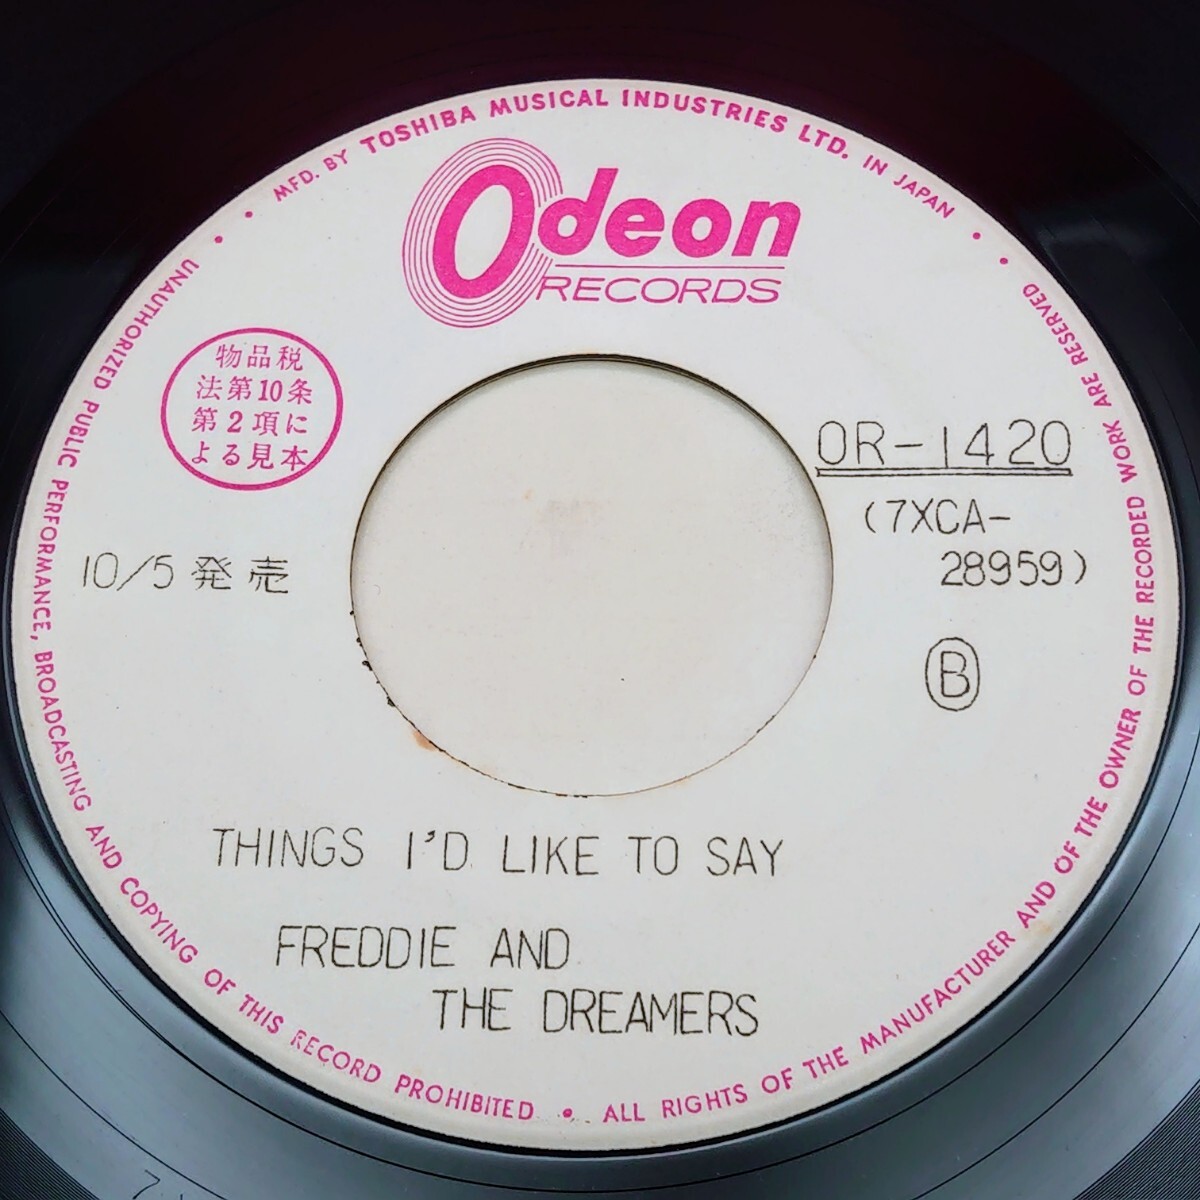 MFD. BY TOSHIBA MUSICAL INDUSTRIES LTD. IN JAPAN
Odeon
RECORDS
物品税
法第10条
第2項に
よる見本
OR-1420
(7XCA-
28959)
10/5 発売
B
THINGS I'D LIKE TO SAY
FREDDIE AND
THE DREAMERS
UNAUTHORIZED PUBLIC PERFORMANCE, BROADCASTING AND COPYING OF THIS RECORD PROHIBITED • ALL RIGHTS OF THE MANUFACTURER AND OF THE OWNER OF THE RECORDED WORK ARE RESERVED